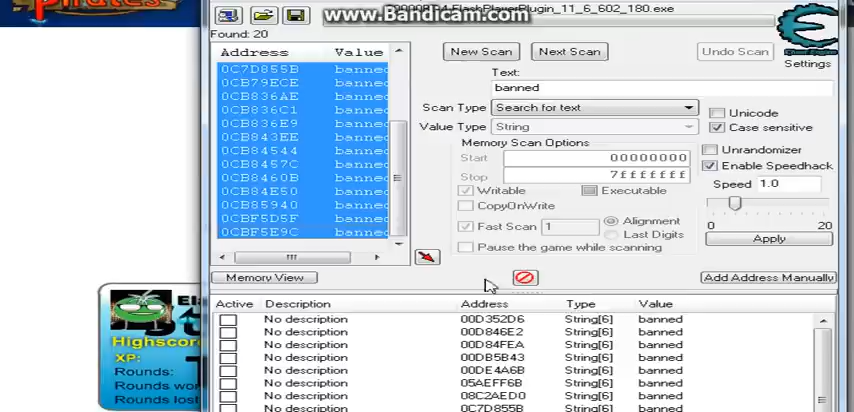 Pirates
www.Bandicam.com
FlashPlayerPlugin_11_6_602_180.exe
Found: 20
Address Value
0C7D855B banned
0CB79ECE banned
0CB836AE banned
0CB836C1 banned
0CB836E9 banned
0CB843EE banned
0CB84544 banned
0CB8457C banned
0CB8460B banned
0CB84E50 banned
0CB85940 banned
0CBF5D5F banned
0CBF5E9C banned
New Scan
Next Scan
Undo Scan
Settings
Text:
banned
Scan Type Search for text
Value Type String
Unicode
Case sensitive
Memory Scan Options
Start 00000000
Stop 7fffffff
Writable Executable
CopyOnWrite
Fast Scan 1 Alignment
Last Digits
Pause the game while scanning
Unrandomizer
Enable Speedhack
Speed 1.0
0 20
Apply
Memory View
Add Address Manually
Active Description Address Type Value
No description 00D352D6 String[6] banned
No description 00D846E2 String[6] banned
No description 00D84FEA String[6] banned
No description 00DB5B43 String[6] banned
No description 00DE4A6B String[6] banned
No description 05AEFF6B String[6] banned
No description 08C2AED0 String[6] banned
No description 0C7D855B String[6] banned
Highscor
XP:
Rounds:
Rounds wo
Rounds lost